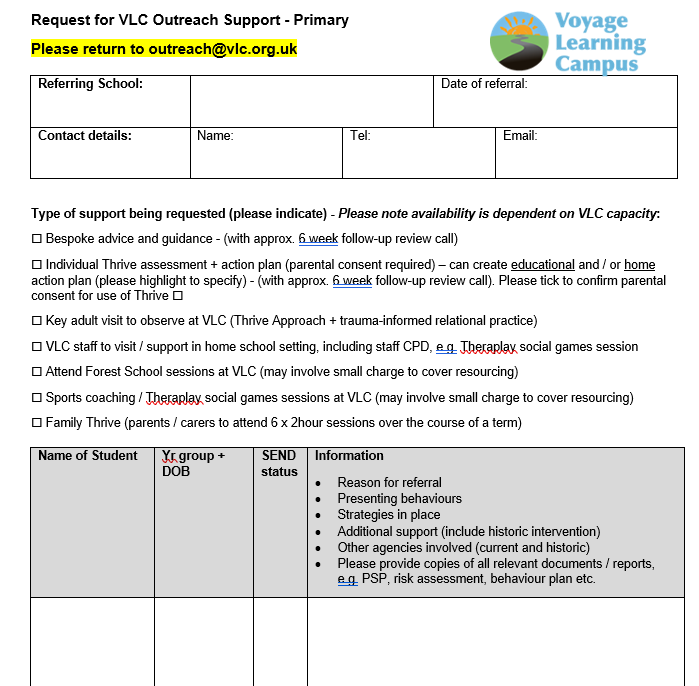 Request for VLC Outreach Support - Primary
Please return to outreach@vlc.org.uk
Voyage
Learning
Campus
Referring School:
Date of referral:
Contact details:
Name:
Tel:
Email:
Type of support being requested (please indicate) - Please note availability is dependent on VLC capacity:
☐ Bespoke advice and guidance - (with approx. 6 week follow-up review call)
☐ Individual Thrive assessment + action plan (parental consent required) – can create educational and / or home
action plan (please highlight to specify) - (with approx. 6 week follow-up review call). Please tick to confirm parental
consent for use of Thrive ☐
☐ Key adult visit to observe at VLC (Thrive Approach + trauma-informed relational practice)
☐ VLC staff to visit / support in home school setting, including staff CPD, e.g. Theraplay social games session
☐ Attend Forest School sessions at VLC (may involve small charge to cover resourcing)
☐ Sports coaching / Theraplay social games sessions at VLC (may involve small charge to cover resourcing)
☐ Family Thrive (parents / carers to attend 6 x 2hour sessions over the course of a term)
Name of Student
Yr group +
DOB
SEND
status
Information
• Reason for referral
• Presenting behaviours
• Strategies in place
• Additional support (include historic intervention)
• Other agencies involved (current and historic)
• Please provide copies of all relevant documents / reports,
e.g. PSP, risk assessment, behaviour plan etc.